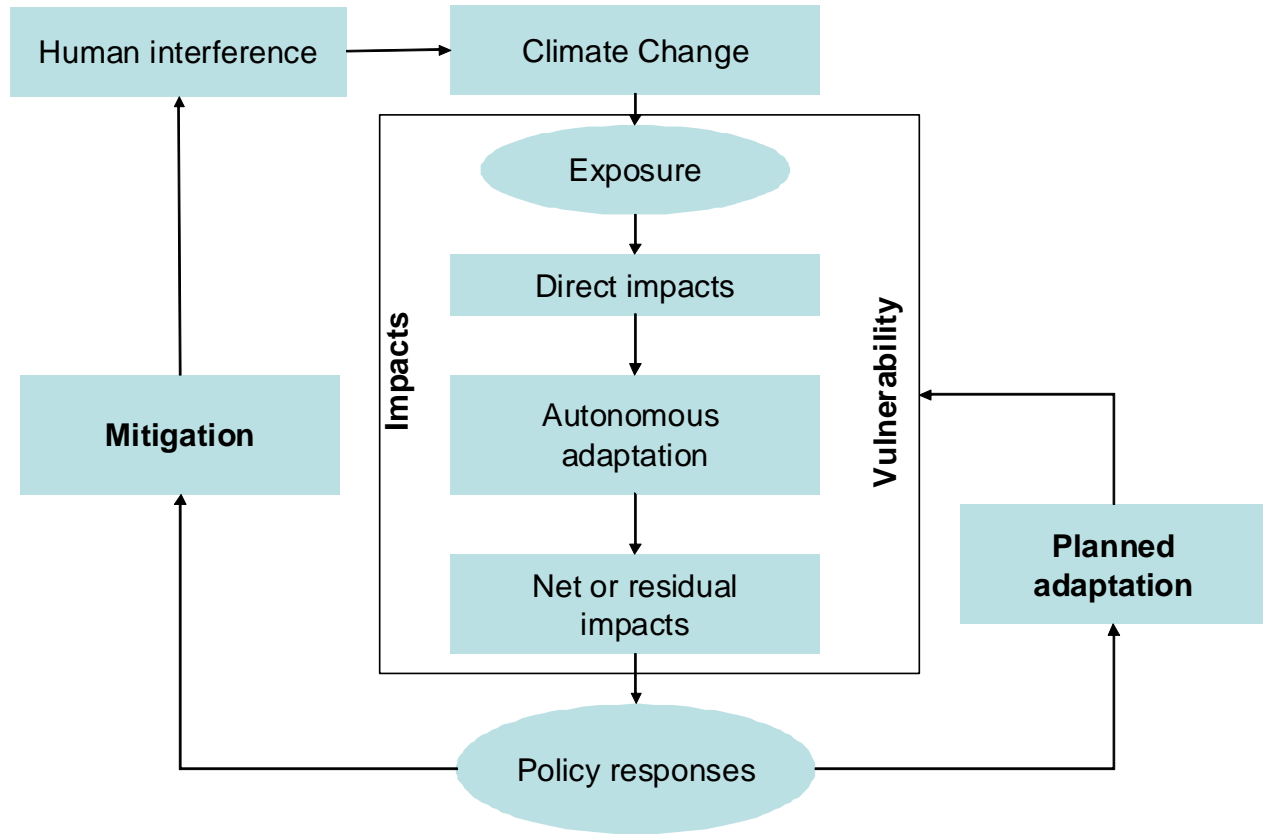 Human interference
Climate Change
Exposure
Direct impacts
Impacts
Vulnerability
Autonomous
adaptation
Mitigation
Planned
adaptation
Net or residual
impacts
Policy responses